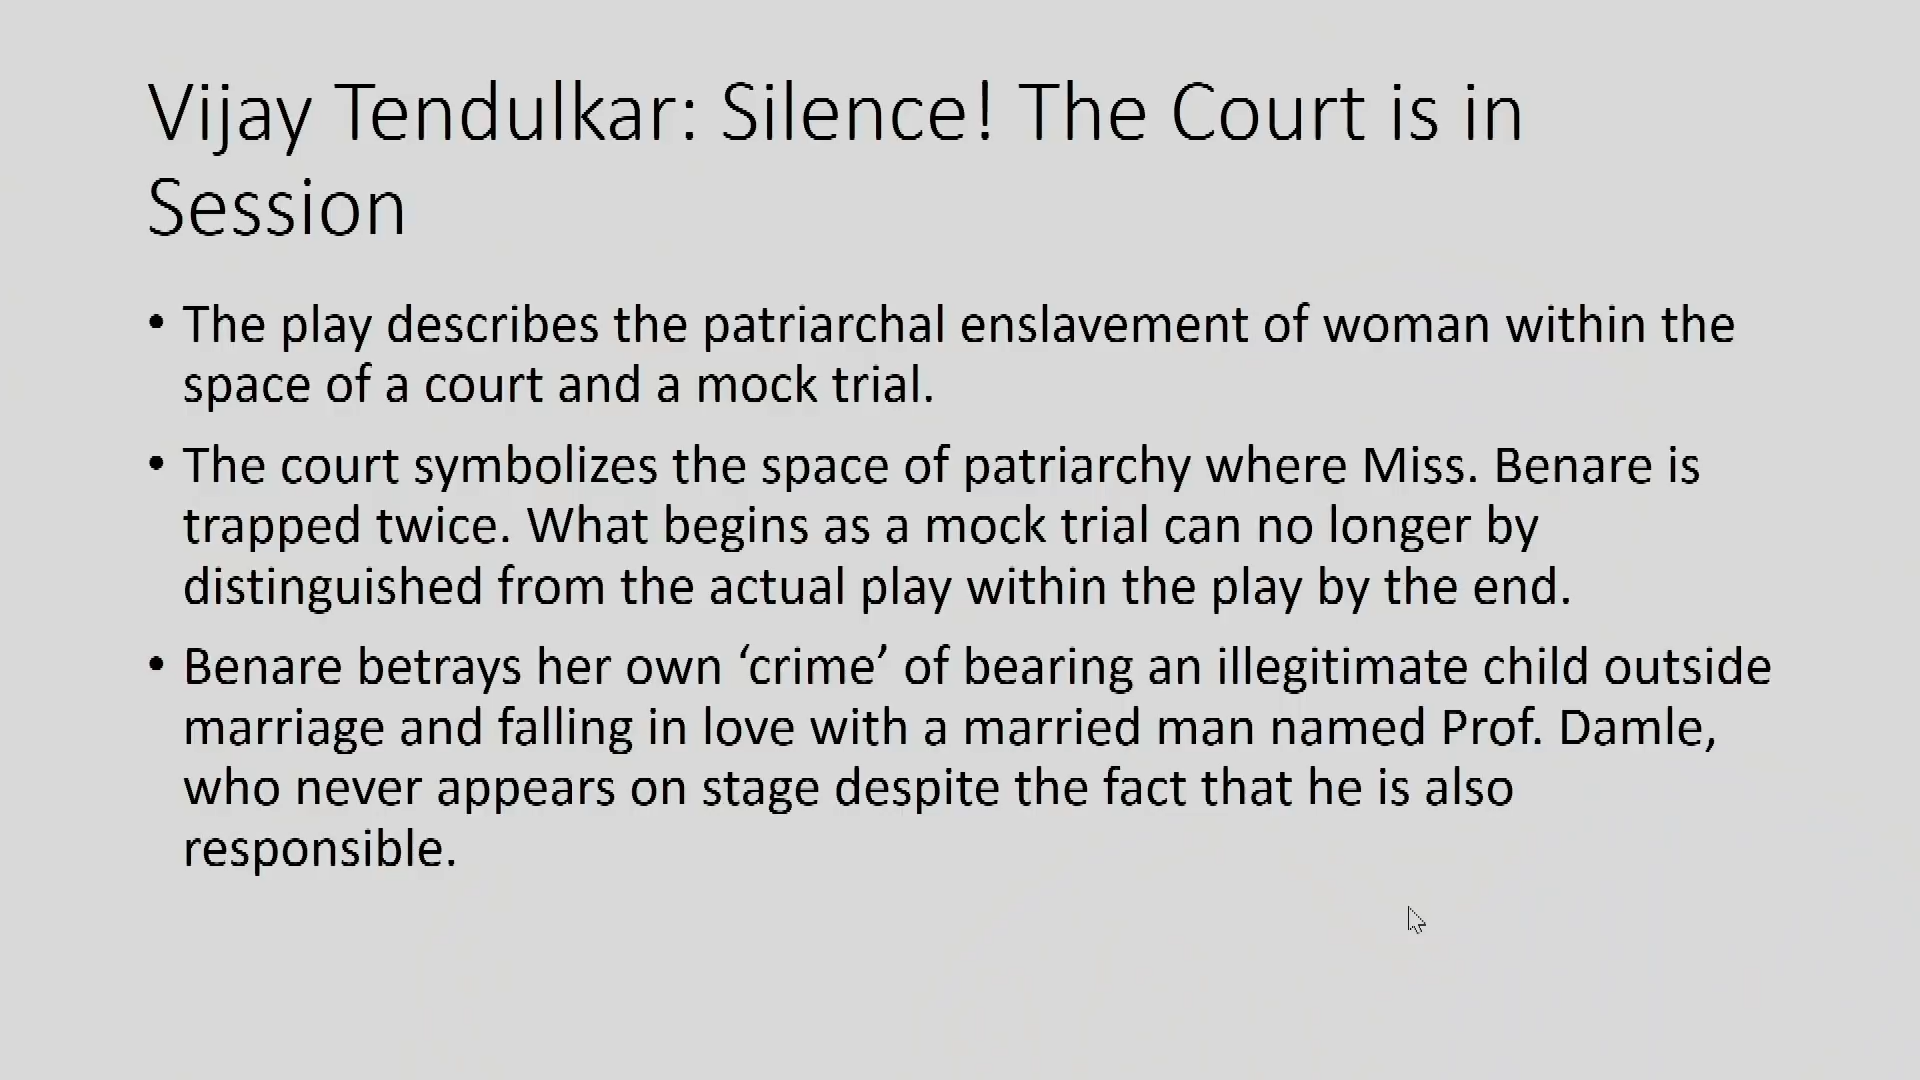 Vijay Tendulkar: Silence! The Court is in
Session
• The play describes the patriarchal enslavement of woman within the
space of a court and a mock trial.
• The court symbolizes the space of patriarchy where Miss. Benare is
trapped twice. What begins as a mock trial can no longer by
distinguished from the actual play within the play by the end.
• Benare betrays her own ‘crime’ of bearing an illegitimate child outside
marriage and falling in love with a married man named Prof. Damle,
who never appears on stage despite the fact that he is also
responsible.